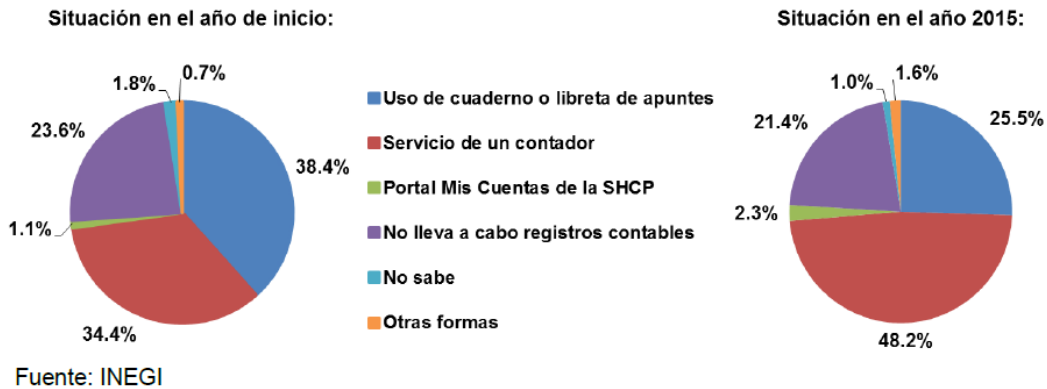 Situación en el año de inicio:
0.7%
1.8%
23.6%
38.4%
1.1%
34.4%
Uso de cuaderno o libreta de apuntes
Servicio de un contador
Portal Mis Cuentas de la SHCP
No lleva a cabo registros contables
No sabe
Otras formas
Situación en el año 2015:
1.6%
1.0%
25.5%
21.4%
2.3%
48.2%
Fuente: INEGI